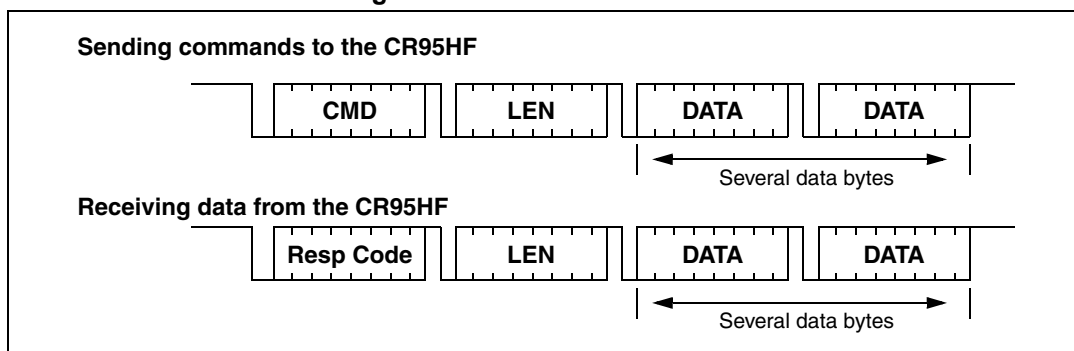 Sending commands to the CR95HF
CMD LEN DATA DATA
Several data bytes
Receiving data from the CR95HF
Resp Code LEN DATA DATA
Several data bytes